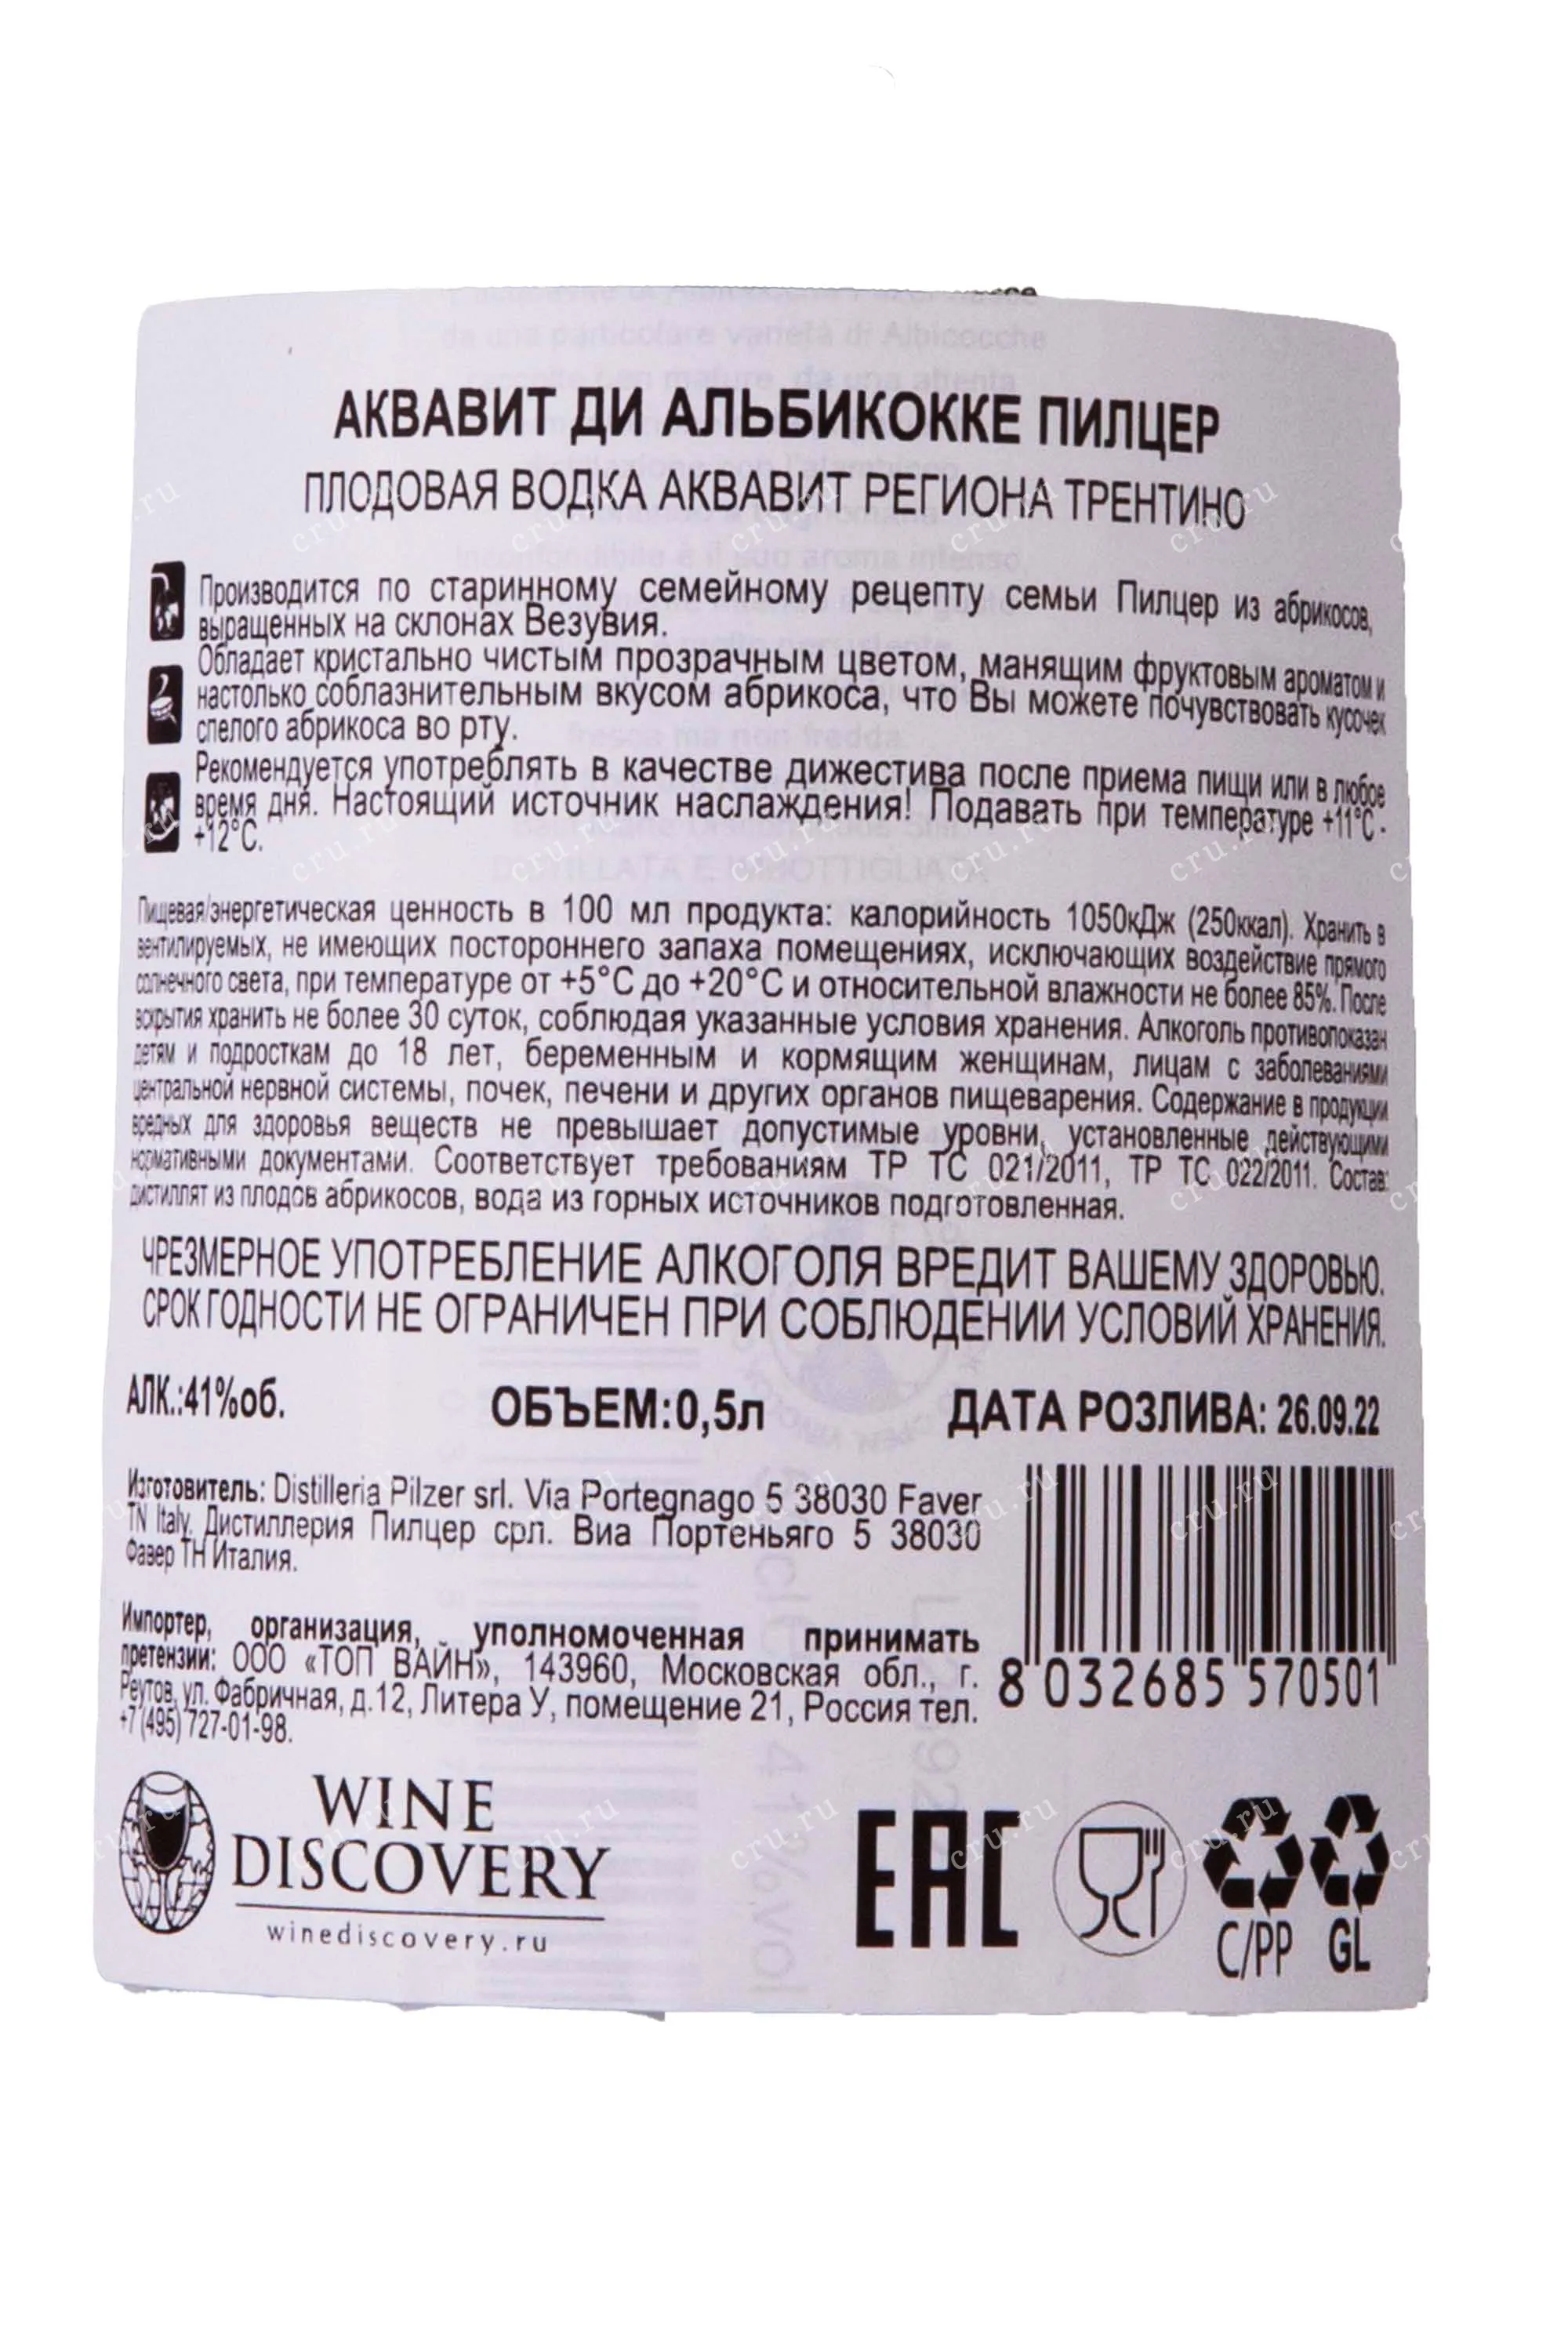 АКВАВИТ ДИ АЛЬБИКОККЕ ПИЛЦЕР
ПЛОДОВАЯ ВОДКА АКВАВИТ РЕГИОНА ТРЕНТИНО
Производится по старинному семейному рецепту семьи Пилцер из абрикосов,
выращенных на склонах Везувия.
Обладает кристально чистым прозрачным цветом, манящим фруктовым ароматом и
настолько соблазнительным вкусом абрикоса, что Вы можете почувствовать кусочек
спелого абрикоса во рту.
Рекомендуется употреблять в качестве дижестива после приема пищи или в любое
время дня. Настоящий источник наслаждения! Подавать при температуре +11°C -
+12°C.
Пищевая/энергетическая ценность в 100 мл продукта: калорийность 1050кДж (250ккал). Хранить в
вентилируемых, не имеющих постороннего запаха помещениях, исключающих воздействие прямого
солнечного света, при температуре от +5°С до +20°С и относительной влажности не более 85%. После
вскрытия хранить не более 30 суток, соблюдая указанные условия хранения. Алкоголь противопоказан
детям и подросткам до 18 лет, беременным и кормящим женщинам, лицам с заболеваниями
центральной нервной системы, почек, печени и других органов пищеварения. Содержание в продукции
вредных для здоровья веществ не превышает допустимые уровни, установленные действующими
нормативными документами. Соответствует требованиям ТР ТС 021/2011, ТР ТС 022/2011. Состав:
дистиллят из плодов абрикосов, вода из горных источников подготовленная.
ЧРЕЗМЕРНОЕ УПОТРЕБЛЕНИЕ АЛКОГОЛЯ ВРЕДИТ ВАШЕМУ ЗДОРОВЬЮ.
СРОК ГОДНОСТИ НЕ ОГРАНИЧЕН ПРИ СОБЛЮДЕНИИ УСЛОВИЙ ХРАНЕНИЯ.
АЛК.:41%об. ОБЪЕМ:0,5л ДАТА РОЗЛИВА: 26.09.22
Изготовитель: Distilleria Pilzer srl. Via Portegnago 5 38030 Faver
TN Italy. Дистиллерия Пилцер срл. Виа Портеньяго 5 38030
Фавер ТН Италия.
Импортер, организация, уполномоченная принимать
претензии: ООО «ТОП ВАЙН», 143960, Московская обл., г.
Реутов, ул. Фабричная, д.12, Литера У, помещение 21, Россия тел.
+7 (495) 727-01-98.
8 032685 570501
WINE
DISCOVERY
winediscovery.ru
EAC
C/PP GL
cru.ru